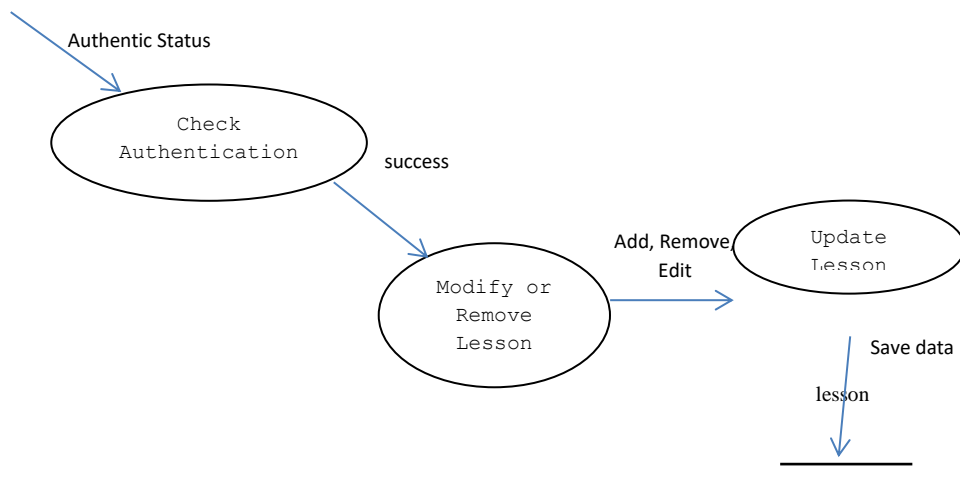 Authentic Status
Check
Authentication
success
Add, Remove,
Edit
Update
Lesson
Modify or
Remove
Lesson
Save data
lesson